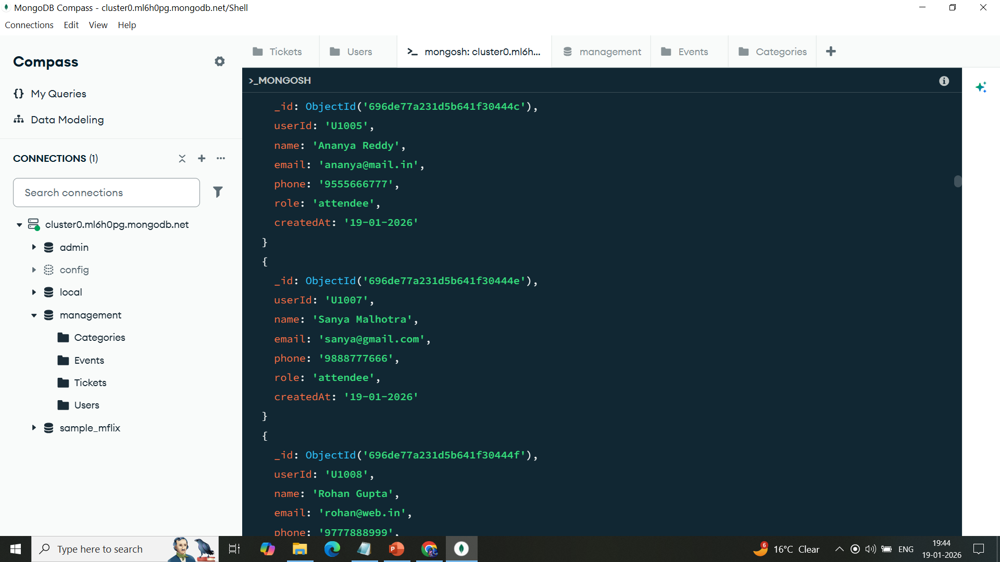 MongoDB Compass - cluster0.ml6h0pg.mongodb.net/Shell
Connections Edit View Help
Compass
My Queries
Data Modeling
CONNECTIONS (1)
Search connections
cluster0.ml6h0pg.mongodb.net
admin
config
local
management
Categories
Events
Tickets
Users
sample_mflix
Tickets Users >_ mongosh: cluster0.ml6h... management Events Categories +
>_MONGOSH
_id: ObjectId('696de77a231d5b641f30444c'),
userId: 'U1005',
name: 'Ananya Reddy',
email: 'ananya@mail.in',
phone: '9555666777',
role: 'attendee',
createdAt: '19-01-2026'
}
{
_id: ObjectId('696de77a231d5b641f30444e'),
userId: 'U1007',
name: 'Sanya Malhotra',
email: 'sanya@gmail.com',
phone: '9888777666',
role: 'attendee',
createdAt: '19-01-2026'
}
{
_id: ObjectId('696de77a231d5b641f30444f'),
userId: 'U1008',
name: 'Rohan Gupta',
email: 'rohan@web.in',
phone: '9777888999',
Type here to search
6
16°C Clear
ENG
19:44
19-01-2026